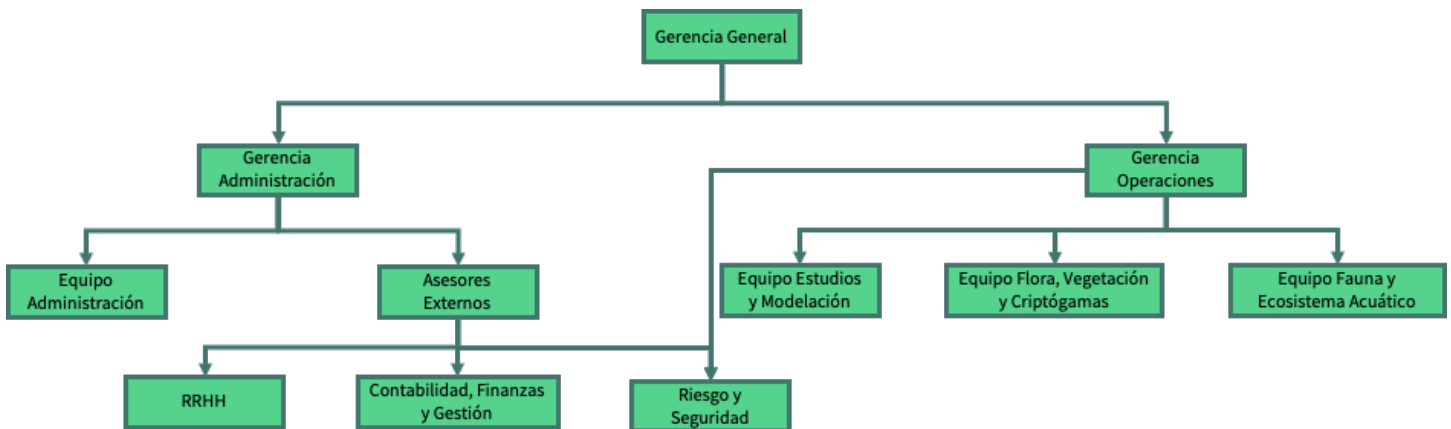 Gerencia General
Gerencia
Administración
Gerencia
Operaciones
Equipo
Administración
Asesores
Externos
Equipo Estudios
y Modelación
Equipo Flora, Vegetación
y Criptógamas
Equipo Fauna y
Ecosistema Acuático
RRHH
Contabilidad, Finanzas
y Gestión
Riesgo y
Seguridad